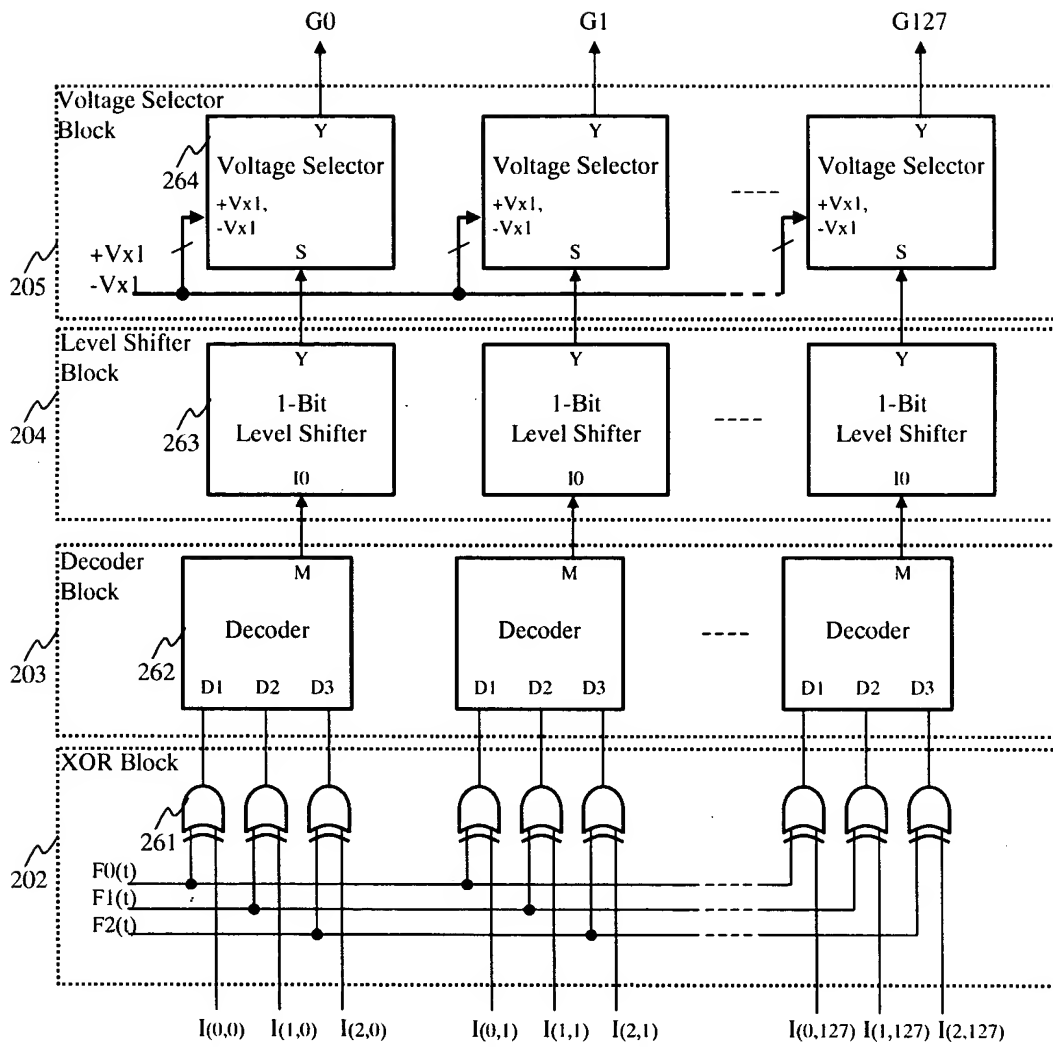 G0 G1 G127
Voltage Selector
Block
Y Y Y
Voltage Selector Voltage Selector Voltage Selector
264
+Vx1, +Vx1, +Vx1,
-Vx1 -Vx1 -Vx1
+Vx1
S S S
-Vx1
205
Level Shifter
Block
Y Y Y
1-Bit 1-Bit 1-Bit
Level Shifter Level Shifter Level Shifter
204
263
I0 I0 I0
Decoder
Block
M M M
Decoder Decoder Decoder
203
262
D1 D2 D3 D1 D2 D3 D1 D2 D3
XOR Block
261
202
F0(t)
F1(t)
F2(t)
I(0,0) I(1,0) I(2,0) I(0,1) I(1,1) I(2,1) I(0,127) I(1,127) I(2,127)